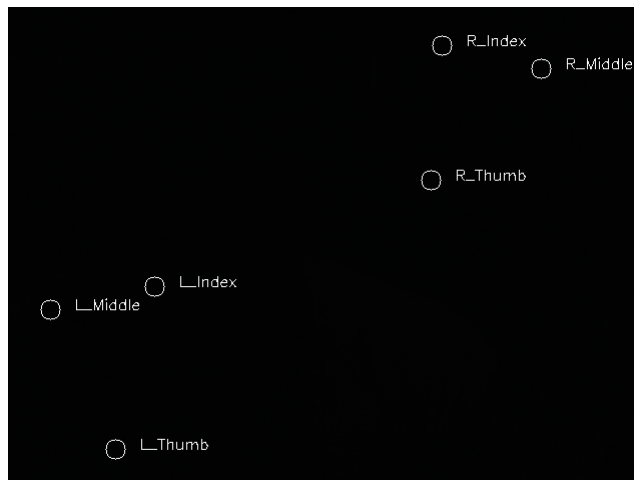 R_Index
R_Middle
R_Thumb
L_Index
L_Middle
L_Thumb